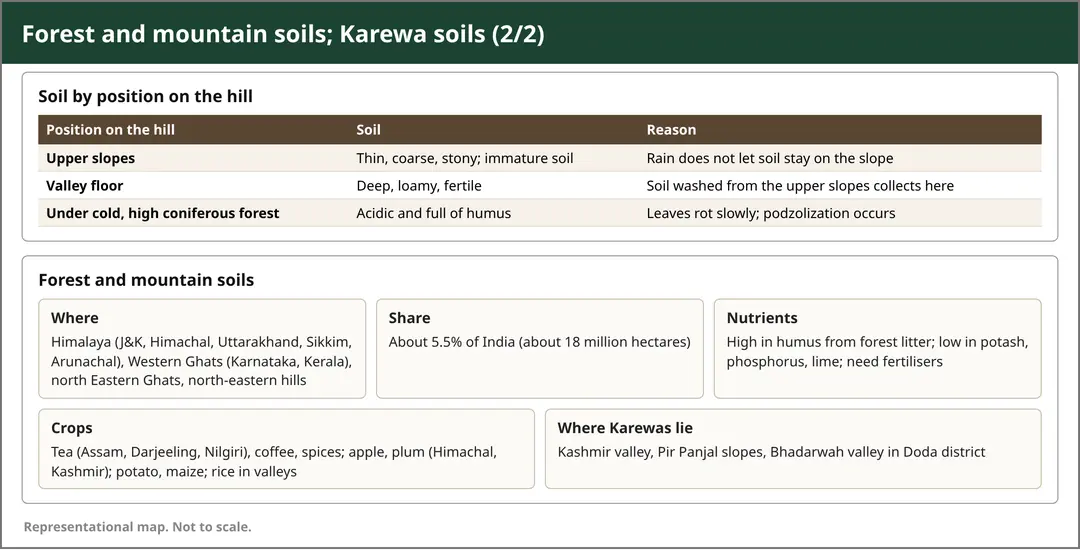 Forest and mountain soils; Karewa soils (2/2)
Soil by position on the hill
Position on the hill Soil Reason
Upper slopes Thin, coarse, stony; immature soil Rain does not let soil stay on the slope
Valley floor Deep, loamy, fertile Soil washed from the upper slopes collects here
Under cold, high coniferous forest Acidic and full of humus Leaves rot slowly; podzolization occurs
Forest and mountain soils
Where
Himalaya (J&K, Himachal, Uttarakhand, Sikkim,
Arunachal), Western Ghats (Karnataka, Kerala),
north Eastern Ghats, north-eastern hills
Share
About 5.5% of India (about 18 million hectares)
Nutrients
High in humus from forest litter; low in potash,
phosphorus, lime; need fertilisers
Crops
Tea (Assam, Darjeeling, Nilgiri), coffee, spices; apple, plum (Himachal,
Kashmir); potato, maize; rice in valleys
Where Karewas lie
Kashmir valley, Pir Panjal slopes, Bhadarwah valley in Doda district
Representational map. Not to scale.